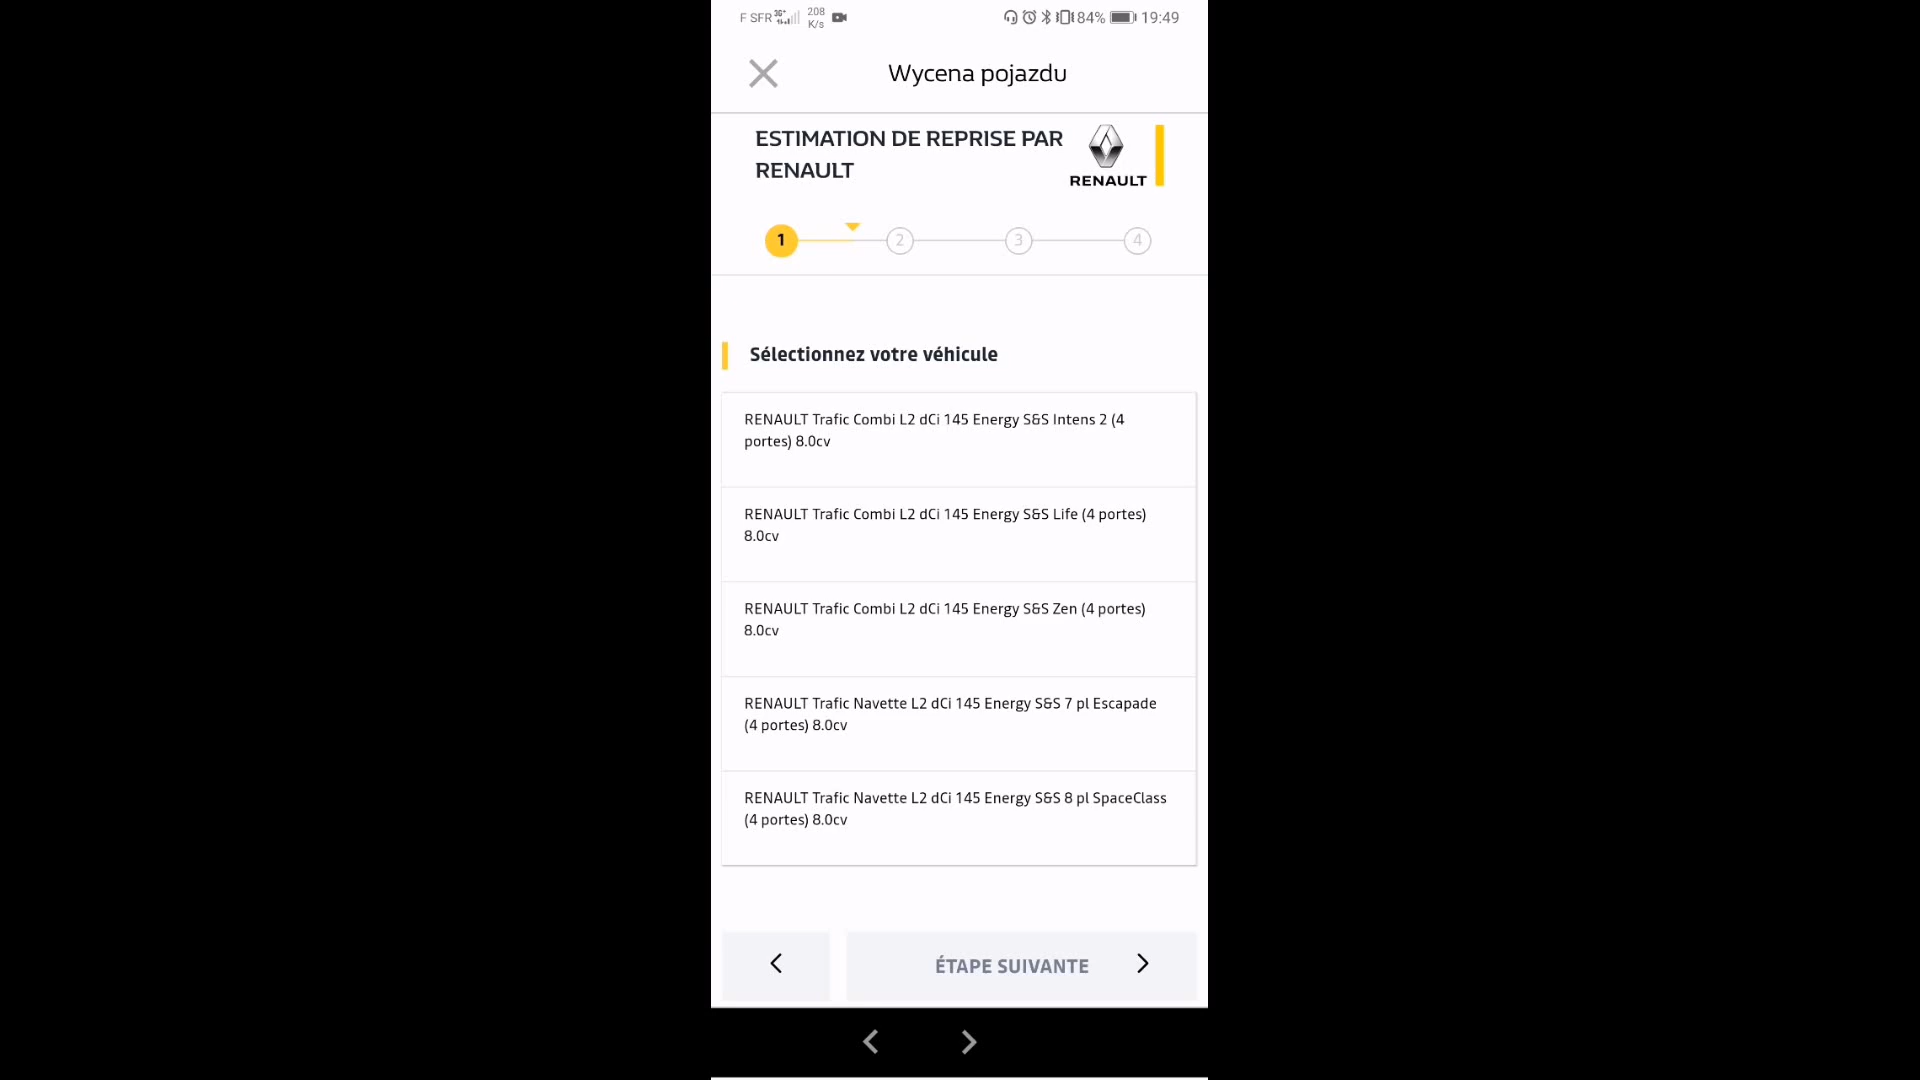 F SFR 3G+ 208 K/s 84% 19:49
Wycena pojazdu
ESTIMATION DE REPRISE PAR
RENAULT
RENAULT
1 2 3 4
Sélectionnez votre véhicule
RENAULT Trafic Combi L2 dCi 145 Energy S&S Intens 2 (4
portes) 8.0cv
RENAULT Trafic Combi L2 dCi 145 Energy S&S Life (4 portes)
8.0cv
RENAULT Trafic Combi L2 dCi 145 Energy S&S Zen (4 portes)
8.0cv
RENAULT Trafic Navette L2 dCi 145 Energy S&S 7 pl Escapade
(4 portes) 8.0cv
RENAULT Trafic Navette L2 dCi 145 Energy S&S 8 pl SpaceClass
(4 portes) 8.0cv
ÉTAPE SUIVANTE